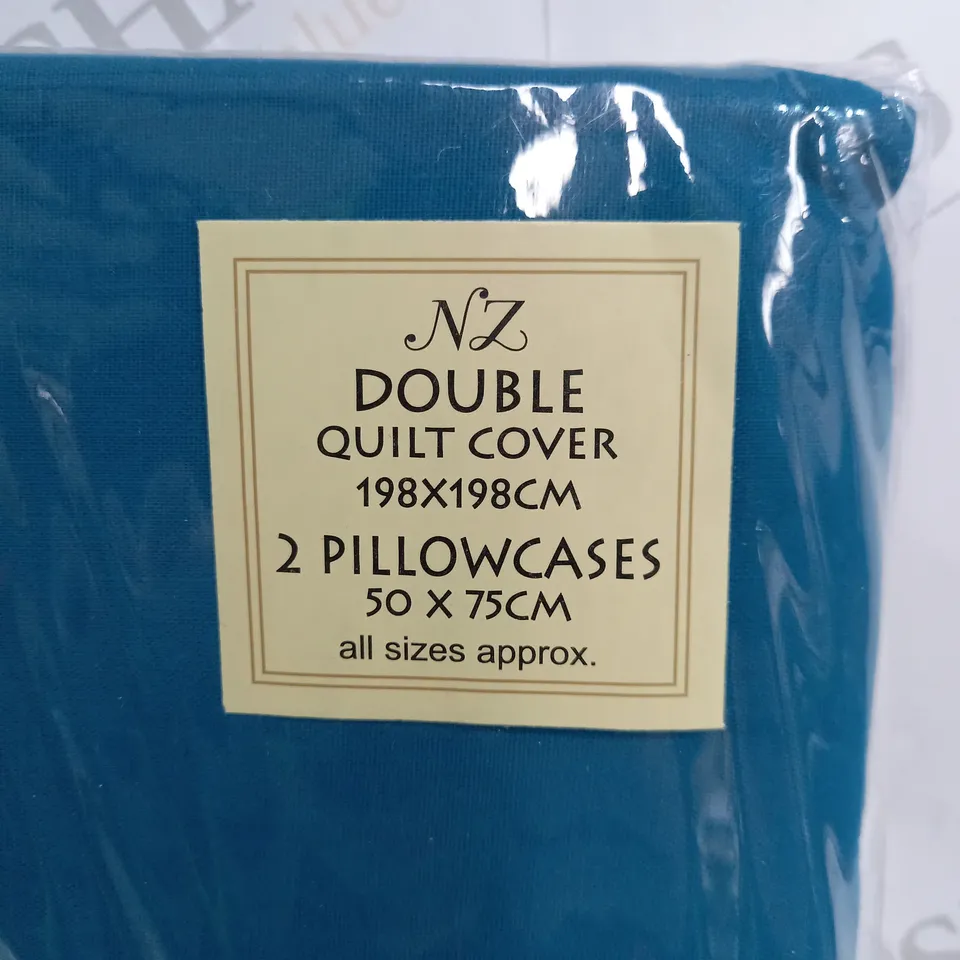 NZ
DOUBLE
QUILT COVER
198X198CM
2 PILLOWCASES
50 X 75CM
all sizes approx.